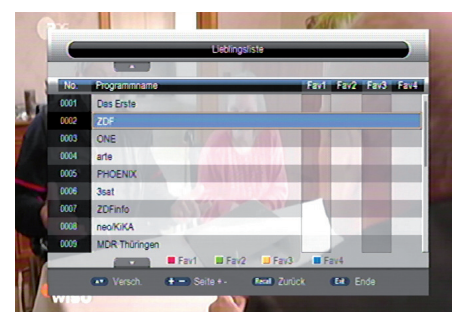 Lieblingsliste
No. Programmname Fav1 Fav2 Fav3 Fav4
0001 Das Erste
0002 ZDF
0003 ONE
0004 arte
0005 PHOENIX
0006 3sat
0007 ZDFinfo
0008 neo/KiKA
0009 MDR Thüringen
Fav1 Fav2 Fav3 Fav4
Versch. + - Seite + - Recall Zurück Exit Ende
WISO